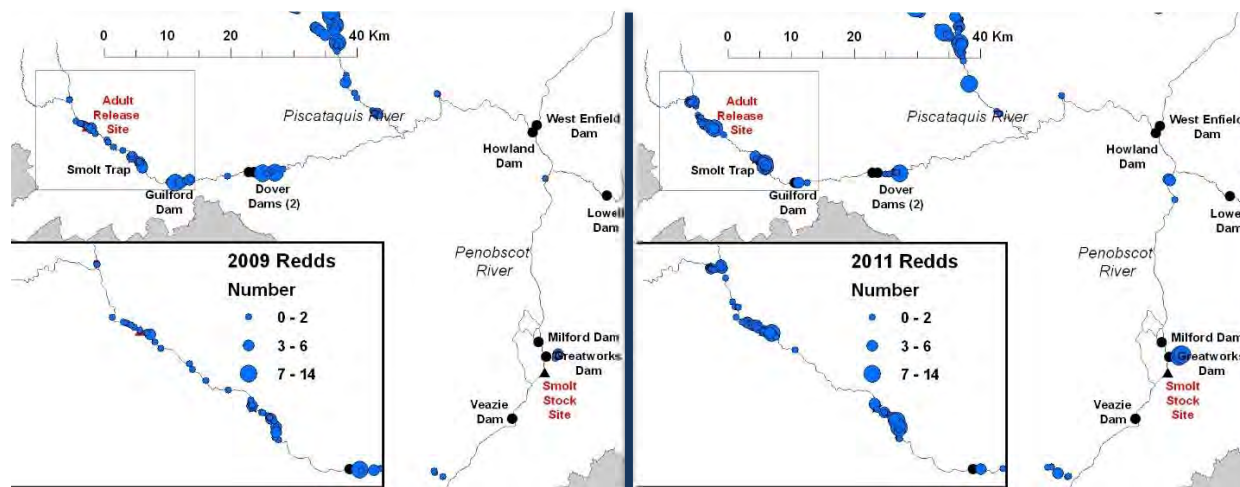 0 10 20 40 Km
Adult
Release
Site
Piscataquis River
West Enfield
Dam
Howland
Dam
Smolt Trap
Guilford
Dam
Dover
Dams (2)
Lowell
Dam
Penobscot
River
2009 Redds
Number
0 - 2
3 - 6
7 - 14
Milford Dam
Greatworks
Dam
Smolt
Stock
Site
Veazie
Dam
0 10 20 40 Km
Adult
Release
Site
Piscataquis River
West Enfield
Dam
Howland
Dam
Smolt Trap
Guilford
Dam
Dover
Dams (2)
Lowe
Dam
Penobscot
River
2011 Redds
Number
0 - 2
3 - 6
7 - 14
Milford Dam
Greatworks
Dam
Smolt
Stock
Site
Veazie
Dam